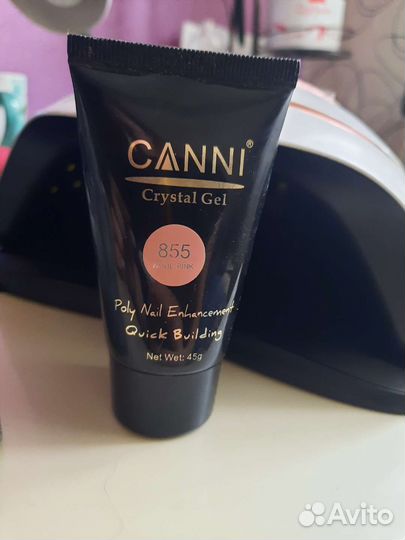 CANNI®
Crystal Gel
855
Poly Nail Enhancement
Quick Building
Net Wet: 45g
Avito